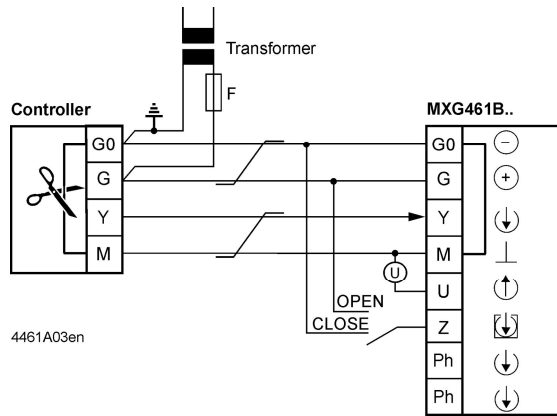 Transformer
F
Controller
MXG461B..
G0
G
Y
M
G0
G
Y
M
U
U
Z
Ph
Ph
OPEN
CLOSE
4461A03en